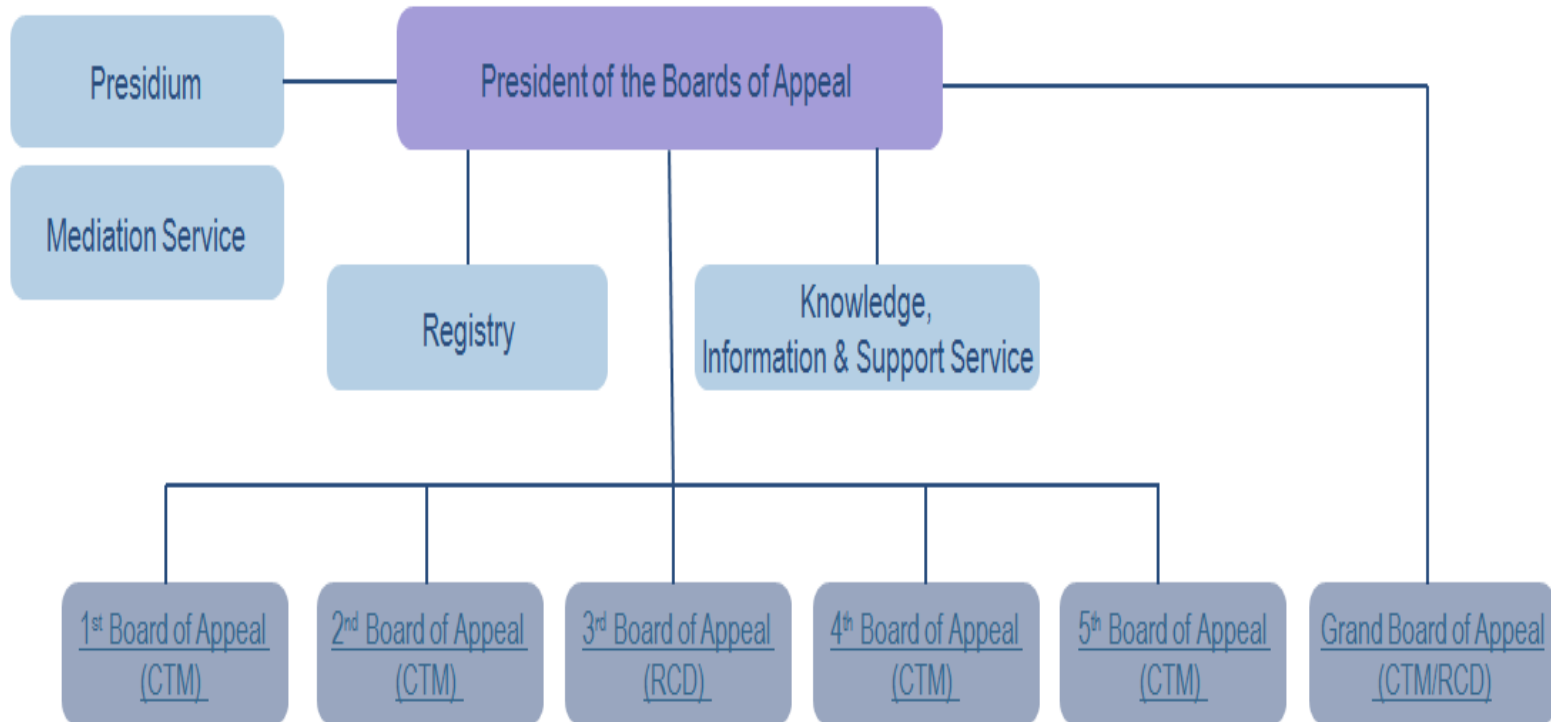 Presidium
President of the Boards of Appeal
Mediation Service
Registry
Knowledge,
Information & Support Service
1st Board of Appeal
(CTM)
2nd Board of Appeal
(CTM)
3rd Board of Appeal
(RCD)
4th Board of Appeal
(CTM)
5th Board of Appeal
(CTM)
Grand Board of Appeal
(CTM/RCD)